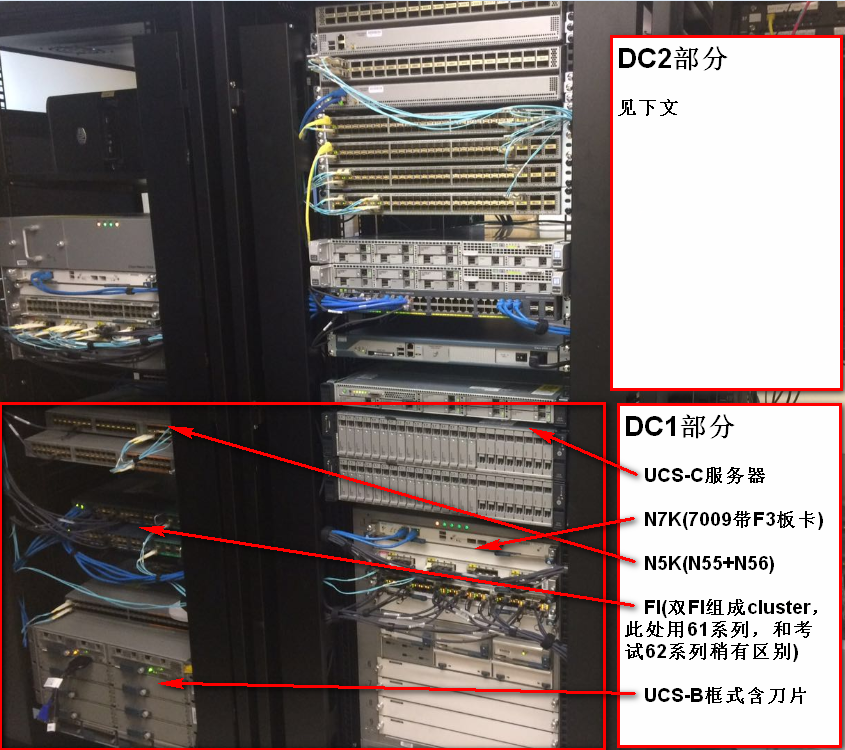 DC2部分
见下文
DC1部分
UCS-C服务器
N7K(7009带F3板卡)
N5K(N55+N56)
FI(双FI组成cluster,
此处用61系列，和考
试62系列稍有区别)
UCS-B框式含刀片